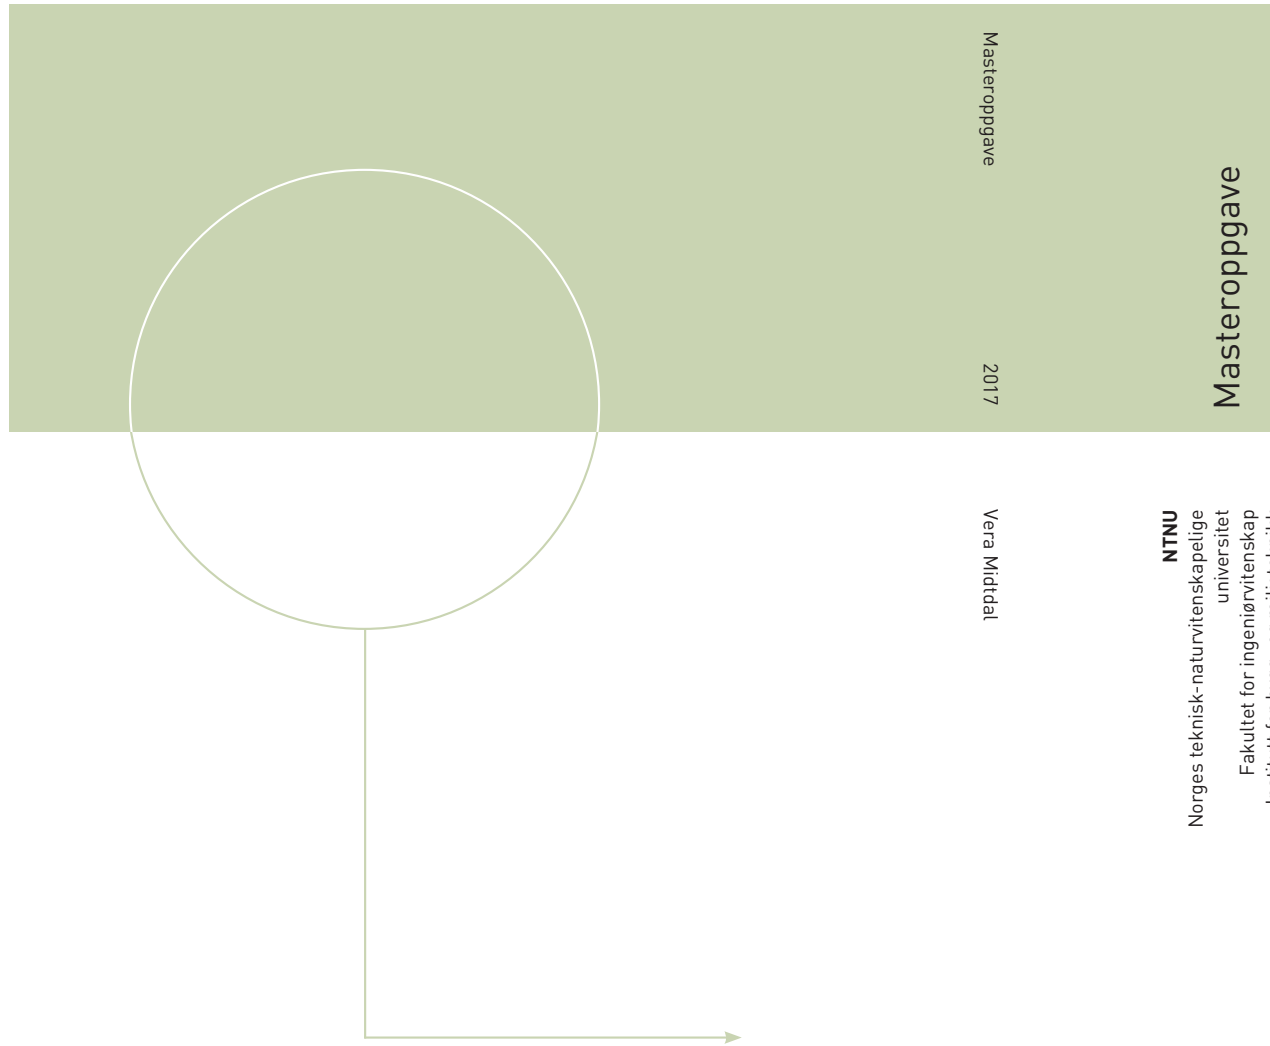 Masteroppgave
2017
Vera Midtdal
Masteroppgave
NTNU
Norges teknisk-naturvitenskapelige
universitet
Fakultet for ingeniørvitenskap